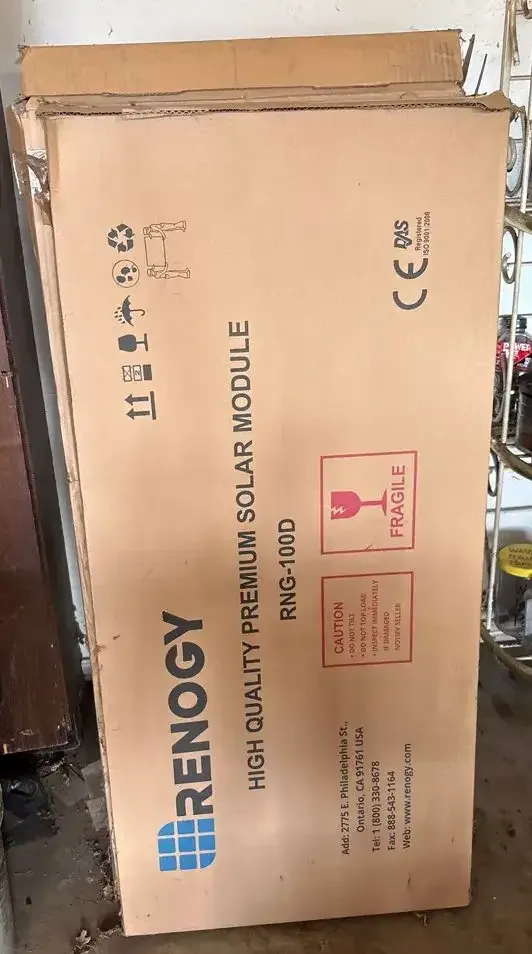 RENOGY
HIGH QUALITY PREMIUM SOLAR MODULE
RNG-100D
CAUTION
• DO NOT TILT
• DO NOT TOP LOAD
• INSPECT IMMEDIATELY
IF DAMAGED
NOTIFY SELLER
FRAGILE
CE
DAS
Registered
ISO 9001:2000
Add: 2775 E. Philadelphia St.,
Ontario, CA 91761 USA
Tel: 1 (800) 330-8678
Fax: 888-543-1164
Web: www.renogy.com